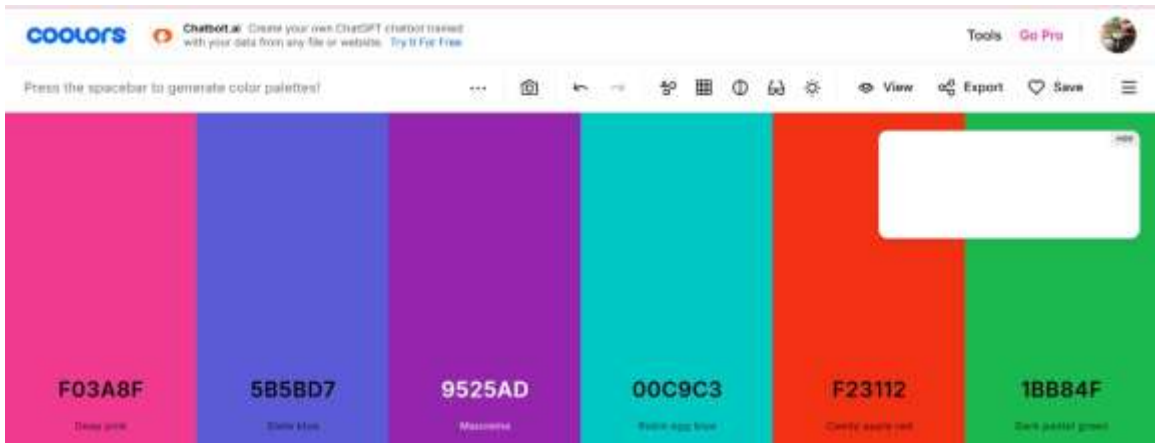 coolors
Chatbott.ai Create your own ChatGPT chatbot trained
with your data from any file or website. Try It For Free
Tools Go Pro
Press the spacebar to generate color palettes!
View Export Save
F03A8F 5B5BD7 9525AD 00C9C3 F23112 1BB84F
Deep pink Slate blue Mauveine Robin egg blue Candy apple red Dark pastel green